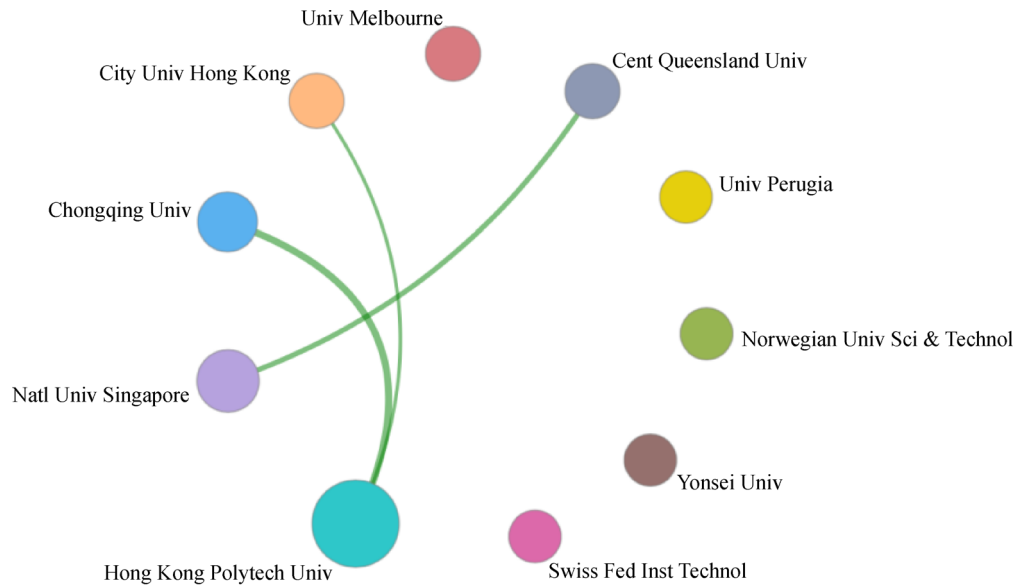 Univ Melbourne
Cent Queensland Univ
City Univ Hong Kong
Univ Perugia
Chongqing Univ
Norwegian Univ Sci & Technol
Natl Univ Singapore
Yonsei Univ
Hong Kong Polytech Univ
Swiss Fed Inst Technol